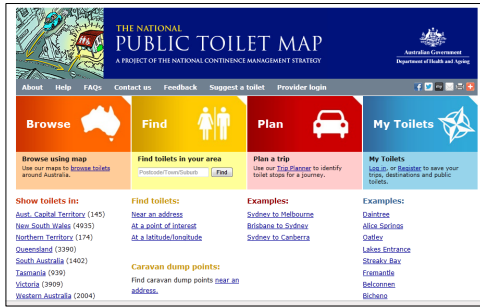 THE NATIONAL
PUBLIC TOILET MAP
A PROJECT OF THE NATIONAL CONTINENCE MANAGEMENT STRATEGY
Australian Government
Department of Health and Ageing
About Help FAQs Contact us Feedback Suggest a toilet Provider login
Browse
Find
Plan
My Toilets
Browse using map
Use our maps to browse toilets
around Australia.
Find toilets in your area
Postcode/Town/Suburb Find
Plan a trip
Use our Trip Planner to identify
toilet stops for a journey.
My Toilets
Log in, or Register to save your
trips, destinations and public
toilets.
Show toilets in:
Aust. Capital Territory (145)
New South Wales (4935)
Northern Territory (174)
Queensland (3390)
South Australia (1402)
Tasmania (939)
Victoria (3909)
Western Australia (2004)
Find toilets:
Near an address
At a point of interest
At a latitude/longitude
Caravan dump points:
Find caravan dump points near an
address.
Examples:
Sydney to Melbourne
Brisbane to Sydney
Sydney to Canberra
Examples:
Daintree
Alice Springs
Oatley
Lakes Entrance
Streaky Bay
Fremantle
Belconnen
Bicheno